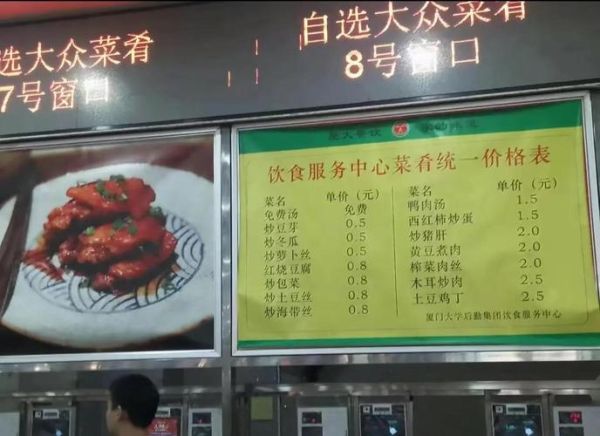 自选大众菜肴
7号窗口
自选大众菜肴
8号窗口
厦大餐饮
饮食服务中心菜肴统一价格表
菜名 单价（元）
免费汤 免费
炒豆芽 0.5
炒冬瓜 0.5
炒萝卜丝 0.5
红烧豆腐 0.8
炒包菜 0.8
炒土豆丝 0.8
炒海带丝 0.8
菜名 单价（元）
鸭肉汤 1.5
西红柿炒蛋 1.5
炒猪肝 2.0
黄豆煮肉 2.0
榨菜肉丝 2.0
木耳炒肉 2.5
土豆鸡丁 2.5
厦门大学后勤集团饮食服务中心